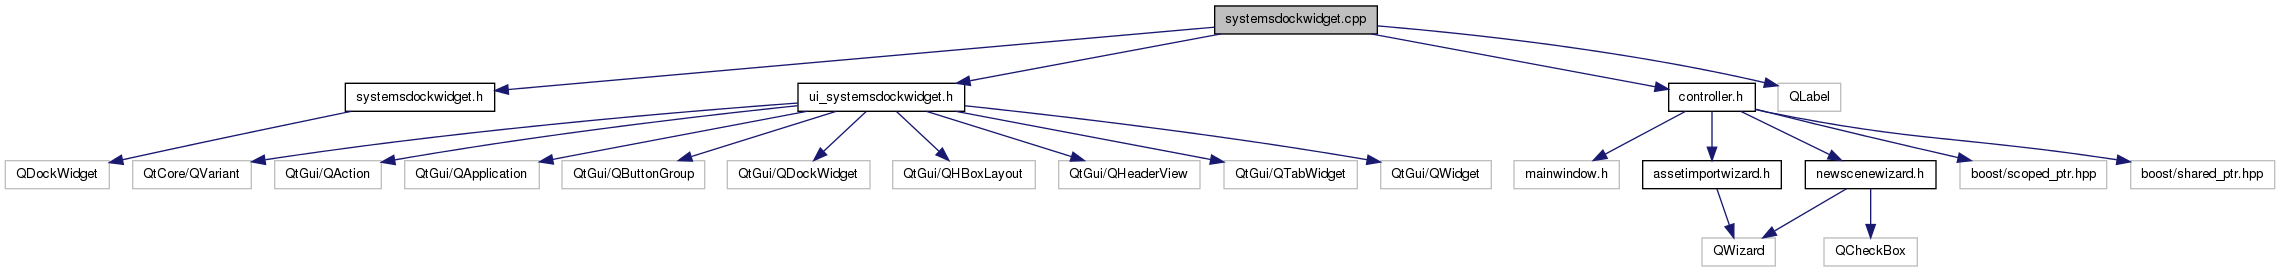 systemsdockwidget.cpp
systemsdockwidget.h
ui_systemsdockwidget.h
controller.h
QLabel
QDockWidget
QtCore/QVariant
QtGui/QAction
QtGui/QApplication
QtGui/QButtonGroup
QtGui/QDockWidget
QtGui/QHBoxLayout
QtGui/QHeaderView
QtGui/QTabWidget
QtGui/QWidget
mainwindow.h
assetimportwizard.h
newscenewizard.h
boost/scoped_ptr.hpp
boost/shared_ptr.hpp
QWizard
QCheckBox